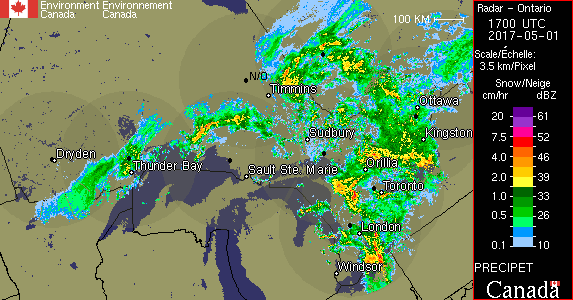 Environment Environnement
Canada Canada
100 KM
Radar - Ontario
1700 UTC
2017-05-01
Scale/Échelle:
3.5 km/Pixel
Snow/Neige
cm/hr dBZ
20 61
7.5 52
4.0 46
2.0 39
1.0 33
0.5 26
0.1 10
PRECIPET
Canada
N/D
Timmins
Ottawa
Kingston
Sudbury
Dryden
Thunder Bay
Sault Ste. Marie
Orillia
Toronto
London
Windsor